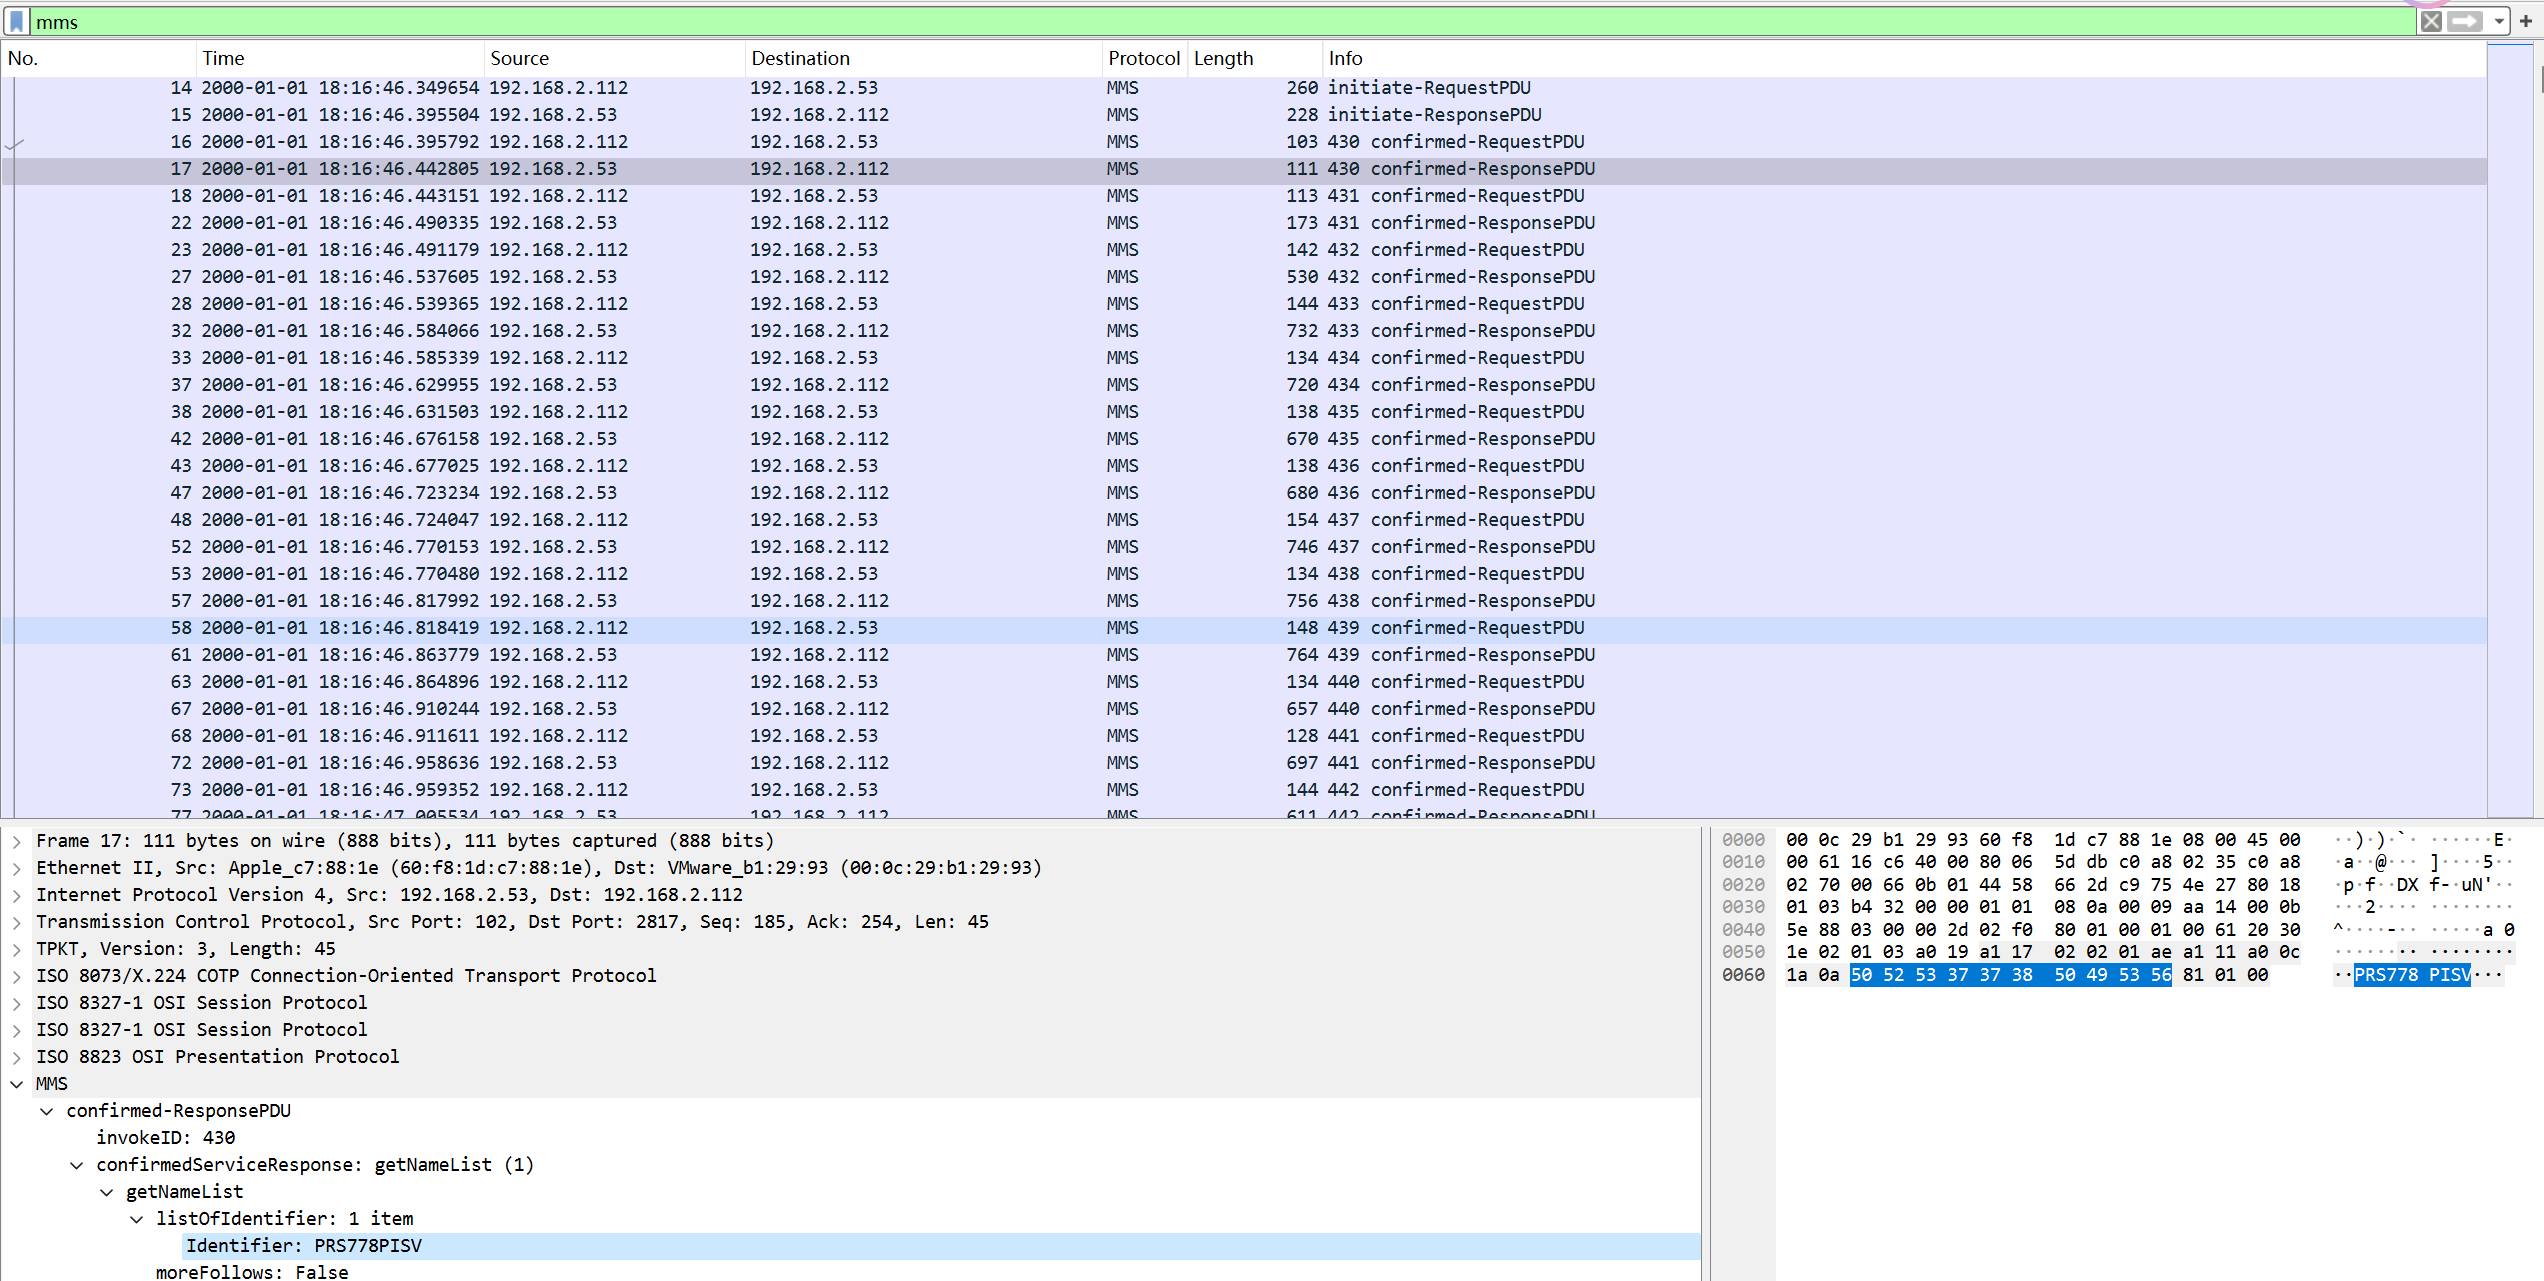 mms
No. Time Source Destination Protocol Length Info
14 2000-01-01 18:16:46.349654 192.168.2.112 192.168.2.53 MMS 260 initiate-RequestPDU
15 2000-01-01 18:16:46.395504 192.168.2.53 192.168.2.112 MMS 228 initiate-ResponsePDU
16 2000-01-01 18:16:46.395792 192.168.2.112 192.168.2.53 MMS 103 430 confirmed-RequestPDU
17 2000-01-01 18:16:46.442805 192.168.2.53 192.168.2.112 MMS 111 430 confirmed-ResponsePDU
18 2000-01-01 18:16:46.443151 192.168.2.112 192.168.2.53 MMS 113 431 confirmed-RequestPDU
22 2000-01-01 18:16:46.490335 192.168.2.53 192.168.2.112 MMS 173 431 confirmed-ResponsePDU
23 2000-01-01 18:16:46.491179 192.168.2.112 192.168.2.53 MMS 142 432 confirmed-RequestPDU
27 2000-01-01 18:16:46.537605 192.168.2.53 192.168.2.112 MMS 530 432 confirmed-ResponsePDU
28 2000-01-01 18:16:46.539365 192.168.2.112 192.168.2.53 MMS 144 433 confirmed-RequestPDU
32 2000-01-01 18:16:46.584066 192.168.2.53 192.168.2.112 MMS 732 433 confirmed-ResponsePDU
33 2000-01-01 18:16:46.585339 192.168.2.112 192.168.2.53 MMS 134 434 confirmed-RequestPDU
37 2000-01-01 18:16:46.629955 192.168.2.53 192.168.2.112 MMS 720 434 confirmed-ResponsePDU
38 2000-01-01 18:16:46.631503 192.168.2.112 192.168.2.53 MMS 138 435 confirmed-RequestPDU
42 2000-01-01 18:16:46.676158 192.168.2.53 192.168.2.112 MMS 670 435 confirmed-ResponsePDU
43 2000-01-01 18:16:46.677025 192.168.2.112 192.168.2.53 MMS 138 436 confirmed-RequestPDU
47 2000-01-01 18:16:46.723234 192.168.2.53 192.168.2.112 MMS 680 436 confirmed-ResponsePDU
48 2000-01-01 18:16:46.724047 192.168.2.112 192.168.2.53 MMS 154 437 confirmed-RequestPDU
52 2000-01-01 18:16:46.770153 192.168.2.53 192.168.2.112 MMS 746 437 confirmed-ResponsePDU
53 2000-01-01 18:16:46.770480 192.168.2.112 192.168.2.53 MMS 134 438 confirmed-RequestPDU
57 2000-01-01 18:16:46.817992 192.168.2.53 192.168.2.112 MMS 756 438 confirmed-ResponsePDU
58 2000-01-01 18:16:46.818419 192.168.2.112 192.168.2.53 MMS 148 439 confirmed-RequestPDU
61 2000-01-01 18:16:46.863779 192.168.2.53 192.168.2.112 MMS 764 439 confirmed-ResponsePDU
63 2000-01-01 18:16:46.864896 192.168.2.112 192.168.2.53 MMS 134 440 confirmed-RequestPDU
67 2000-01-01 18:16:46.910244 192.168.2.53 192.168.2.112 MMS 657 440 confirmed-ResponsePDU
68 2000-01-01 18:16:46.911611 192.168.2.112 192.168.2.53 MMS 128 441 confirmed-RequestPDU
72 2000-01-01 18:16:46.958636 192.168.2.53 192.168.2.112 MMS 697 441 confirmed-ResponsePDU
73 2000-01-01 18:16:46.959352 192.168.2.112 192.168.2.53 MMS 144 442 confirmed-RequestPDU
77 2000-01-01 18:16:47.005534 192.168.2.53 192.168.2.112 MMS 611 442 confirmed-ResponsePDU
Frame 17: 111 bytes on wire (888 bits), 111 bytes captured (888 bits)
Ethernet II, Src: Apple_c7:88:1e (60:f8:1d:c7:88:1e), Dst: VMware_b1:29:93 (00:0c:29:b1:29:93)
Internet Protocol Version 4, Src: 192.168.2.53, Dst: 192.168.2.112
Transmission Control Protocol, Src Port: 102, Dst Port: 2817, Seq: 185, Ack: 254, Len: 45
TPKT, Version: 3, Length: 45
ISO 8073/X.224 COTP Connection-Oriented Transport Protocol
ISO 8327-1 OSI Session Protocol
ISO 8327-1 OSI Session Protocol
ISO 8823 OSI Presentation Protocol
MMS
confirmed-ResponsePDU
invokeID: 430
confirmedServiceResponse: getNameList (1)
getNameList
listOfIdentifier: 1 item
Identifier: PRS778PISV
moreFollows: False
0000 00 0c 29 b1 29 93 60 f8 1d c7 88 1e 08 00 45 00 ··)·)·`· ······E·
0010 00 61 16 c6 40 00 80 06 5d db c0 a8 02 35 c0 a8 ·a··@··· ]····5··
0020 02 70 00 66 0b 01 44 58 66 2d c9 75 4e 27 80 18 ·p·f··DX f-·uN'··
0030 01 03 b4 32 00 00 01 01 08 0a 00 09 aa 14 00 0b ···2···· ········
0040 5e 88 03 00 00 2d 02 f0 80 01 00 01 00 61 20 30 ^····-·· ·····a 0
0050 1e 02 01 03 a0 19 a1 17 02 02 01 ae a1 11 a0 0c ········ ········
0060 1a 0a 50 52 53 37 37 38 50 49 53 56 81 01 00 ··PRS778 PISV···